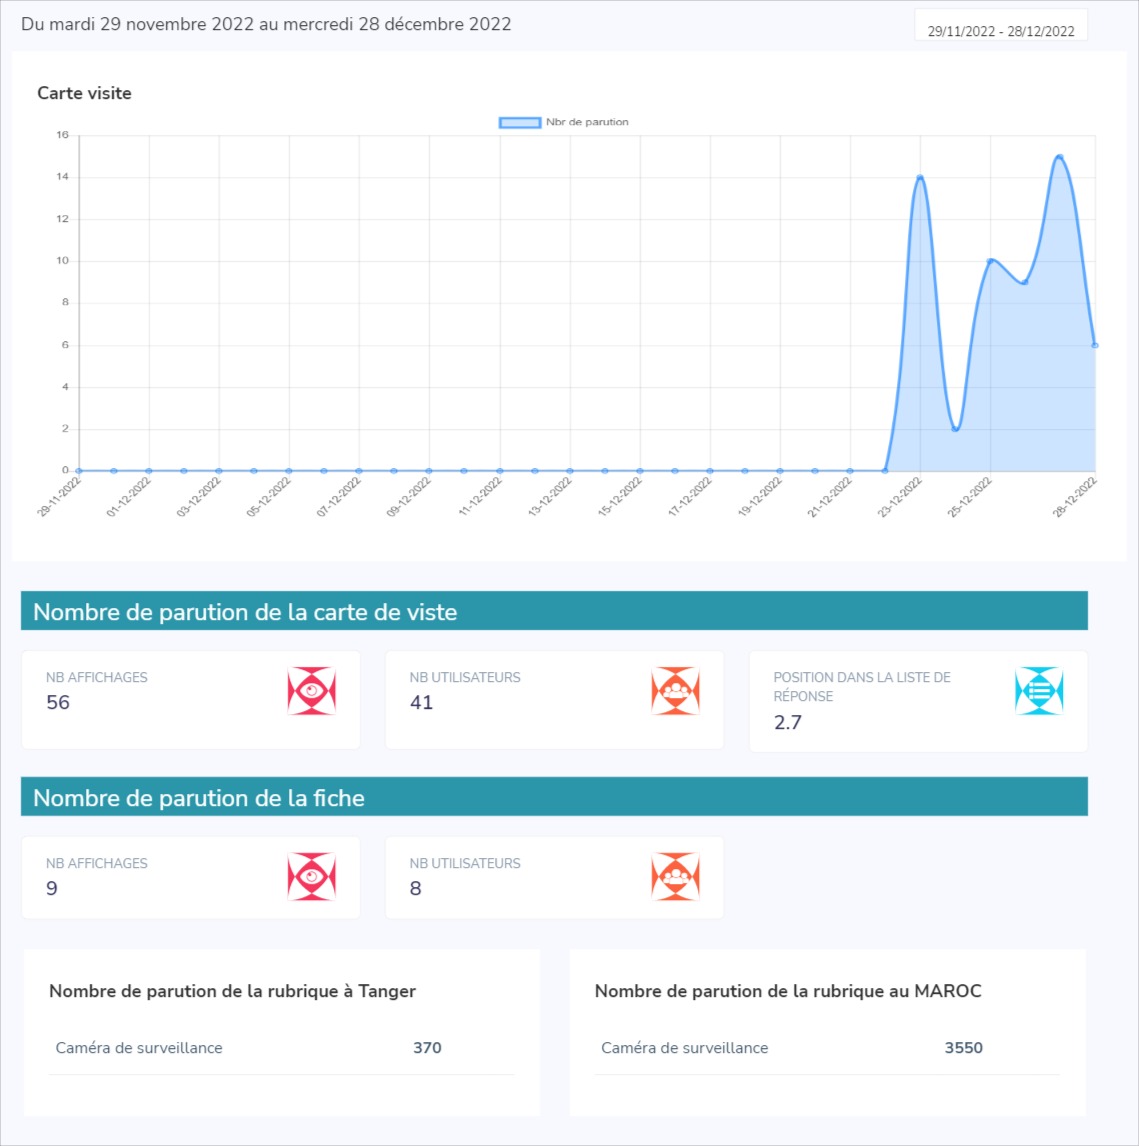 Du mardi 29 novembre 2022 au mercredi 28 décembre 2022
29/11/2022 - 28/12/2022
Carte visite
Nbr de parution
16
14
12
10
8
6
4
2
0
29-11-2022
01-12-2022
03-12-2022
05-12-2022
07-12-2022
09-12-2022
11-12-2022
13-12-2022
15-12-2022
17-12-2022
19-12-2022
21-12-2022
23-12-2022
25-12-2022
28-12-2022
Nombre de parution de la carte de viste
NB AFFICHAGES
56
NB UTILISATEURS
41
POSITION DANS LA LISTE DE
RÉPONSE
2.7
Nombre de parution de la fiche
NB AFFICHAGES
9
NB UTILISATEURS
8
Nombre de parution de la rubrique à Tanger
Caméra de surveillance 370
Nombre de parution de la rubrique au MAROC
Caméra de surveillance 3550